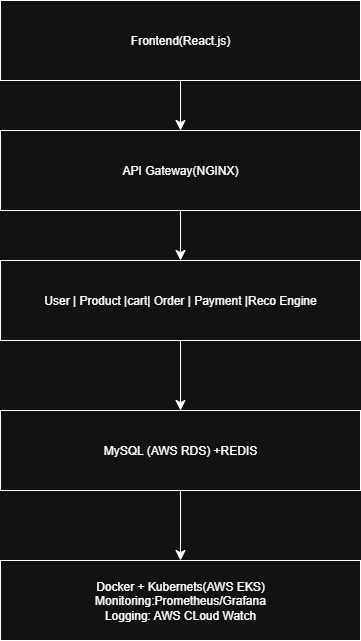 Frontend(React.js)
API Gateway(NGINX)
User | Product |cart| Order | Payment |Reco Engine
MySQL (AWS RDS) +REDIS
Docker + Kubernets(AWS EKS)
Monitoring:Prometheus/Grafana
Logging: AWS CLoud Watch